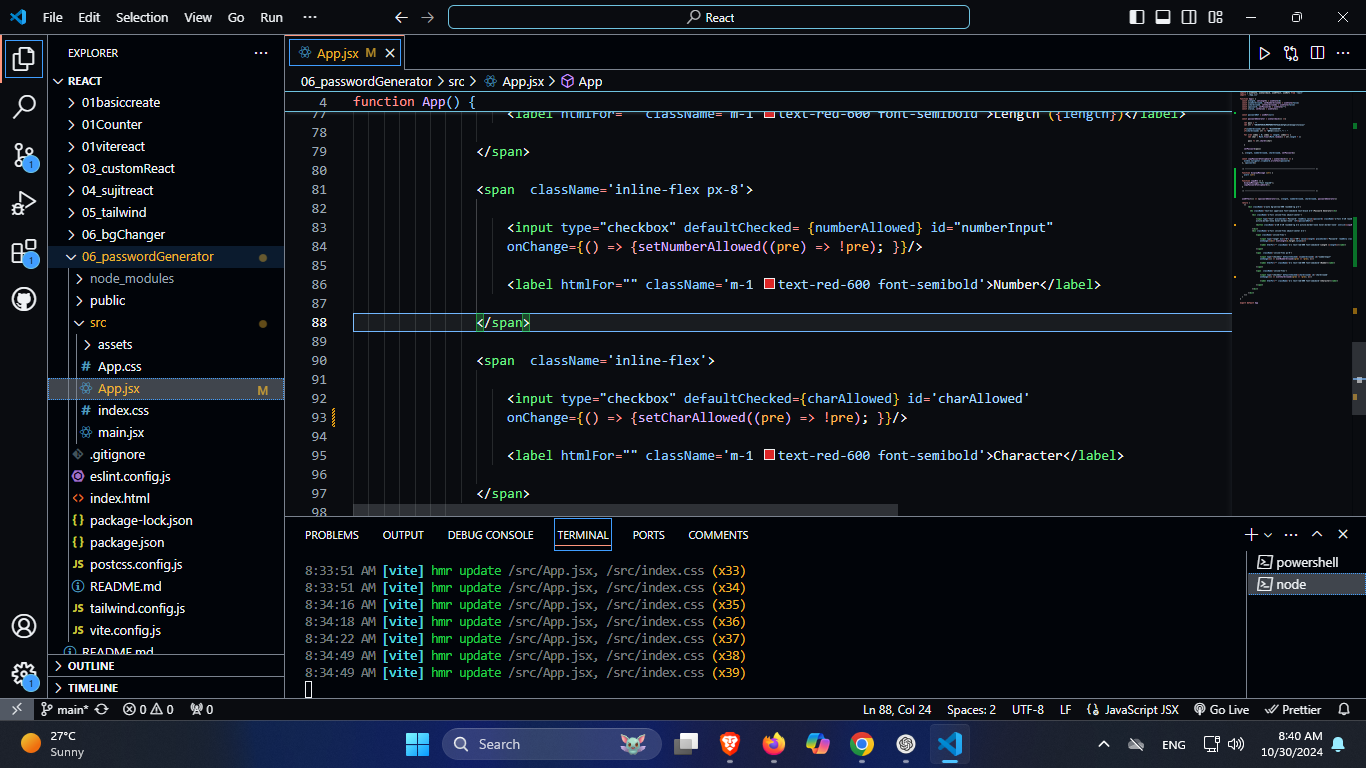 File Edit Selection View Go Run ··· React
EXPLORER
REACT
01basiccreate
01Counter
01vitereact
03_customReact
04_sujitreact
05_tailwind
06_bgChanger
06_passwordGenerator
node_modules
public
src
assets
# App.css
App.jsx M
# index.css
main.jsx
.gitignore
eslint.config.js
<> index.html
{} package-lock.json
{} package.json
JS postcss.config.js
README.md
JS tailwind.config.js
JS vite.config.js
README.md
OUTLINE
TIMELINE
1
1
1
App.jsx M
06_passwordGenerator > src > App.jsx > App
4 function App() {
77 <label htmlFor="" className='m-1 text-red-600 font-semibold'>Length ({length})</label>
78
79 </span>
80
81 <span className='inline-flex px-8'>
82
83 <input type="checkbox" defaultChecked= {numberAllowed} id="numberInput"
84 onChange={() => {setNumberAllowed((pre) => !pre); }}/>
85
86 <label htmlFor="" className='m-1 text-red-600 font-semibold'>Number</label>
87
88 </span>
89
90 <span className='inline-flex'>
91
92 <input type="checkbox" defaultChecked={charAllowed} id='charAllowed'
93 onChange={() => {setCharAllowed((pre) => !pre); }}/>
94
95 <label htmlFor="" className='m-1 text-red-600 font-semibold'>Character</label>
96
97 </span>
98
PROBLEMS OUTPUT DEBUG CONSOLE TERMINAL PORTS COMMENTS
8:33:51 AM [vite] hmr update /src/App.jsx, /src/index.css (x33)
8:33:51 AM [vite] hmr update /src/App.jsx, /src/index.css (x34)
8:34:16 AM [vite] hmr update /src/App.jsx, /src/index.css (x35)
8:34:18 AM [vite] hmr update /src/App.jsx, /src/index.css (x36)
8:34:22 AM [vite] hmr update /src/App.jsx, /src/index.css (x37)
8:34:49 AM [vite] hmr update /src/App.jsx, /src/index.css (x38)
8:34:49 AM [vite] hmr update /src/App.jsx, /src/index.css (x39)
powershell
node
main* 0 0 0 Ln 88, Col 24 Spaces: 2 UTF-8 LF {} JavaScript JSX Go Live Prettier
27°C
Sunny
Search
ENG
8:40 AM
10/30/2024